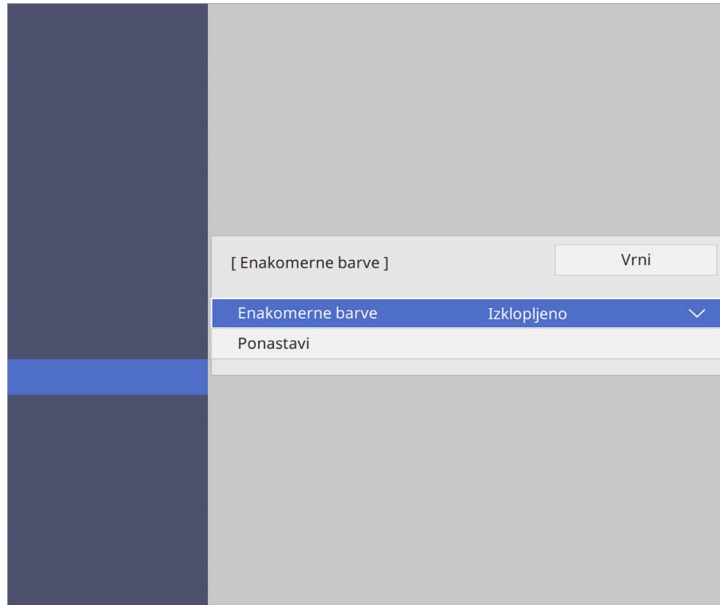 [ Enakomerne barve ]
Vrni
Enakomerne barve Izklopljeno
Ponastavi